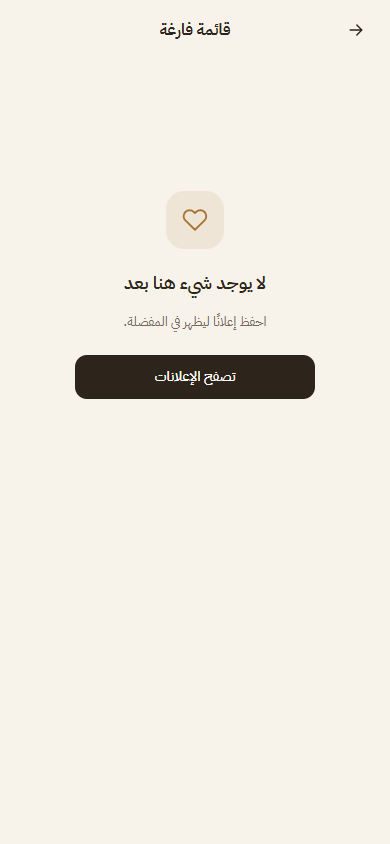 قائمة فارغة
لا يوجد شيء هنا بعد
احفظ إعلانًا ليظهر في المفضلة.
تصفح الإعلانات